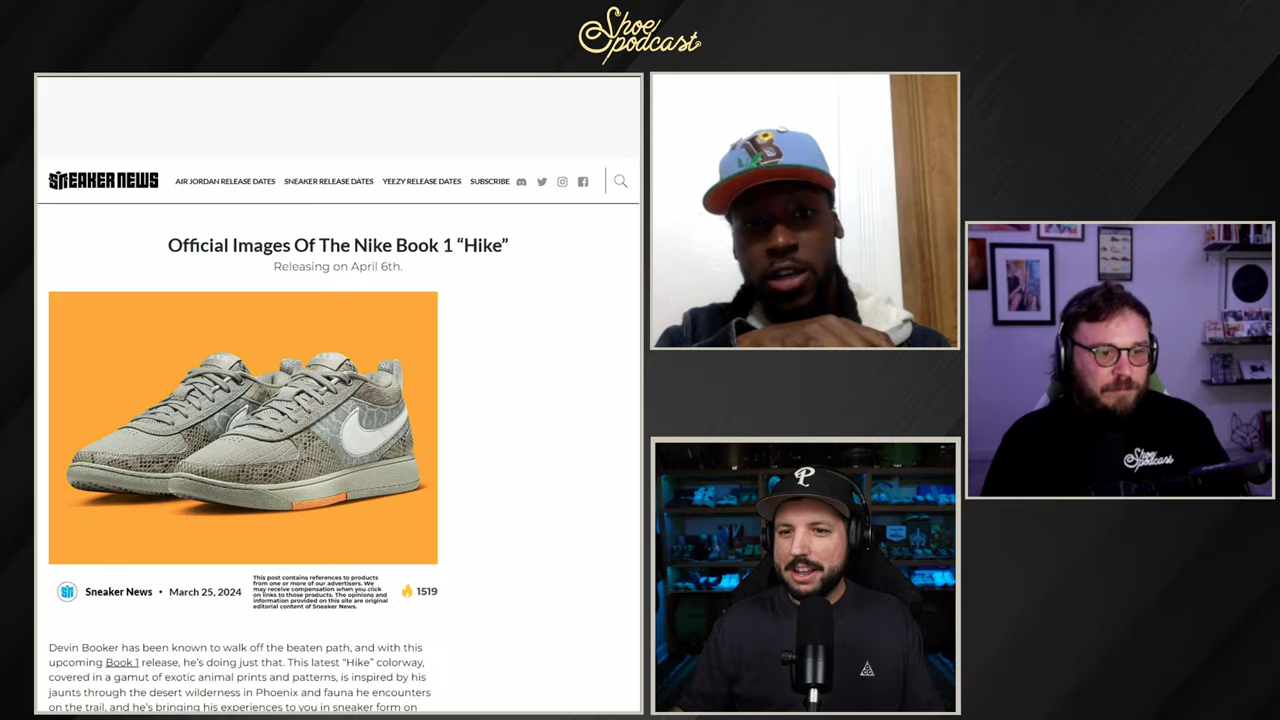 Shoe
podcast
SNEAKER NEWS
AIR JORDAN RELEASE DATES SNEAKER RELEASE DATES YEEZY RELEASE DATES SUBSCRIBE
Official Images Of The Nike Book 1 “Hike”
Releasing on April 6th.
Sneaker News • March 25, 2024
This post contains references to products
from one or more of our advertisers. We
may receive compensation when you click
on links to those products. The opinions and
information provided on this site are original
editorial content of Sneaker News.
1519
Devin Booker has been known to walk off the beaten path, and with this
upcoming Book 1 release, he’s doing just that. This latest “Hike” colorway,
covered in a gamut of exotic animal prints and patterns, is inspired by his
jaunts through the desert wilderness in Phoenix and fauna he encounters
on the trail, and he’s bringing his experiences to you in sneaker form on
B
Shoe
podcast
P